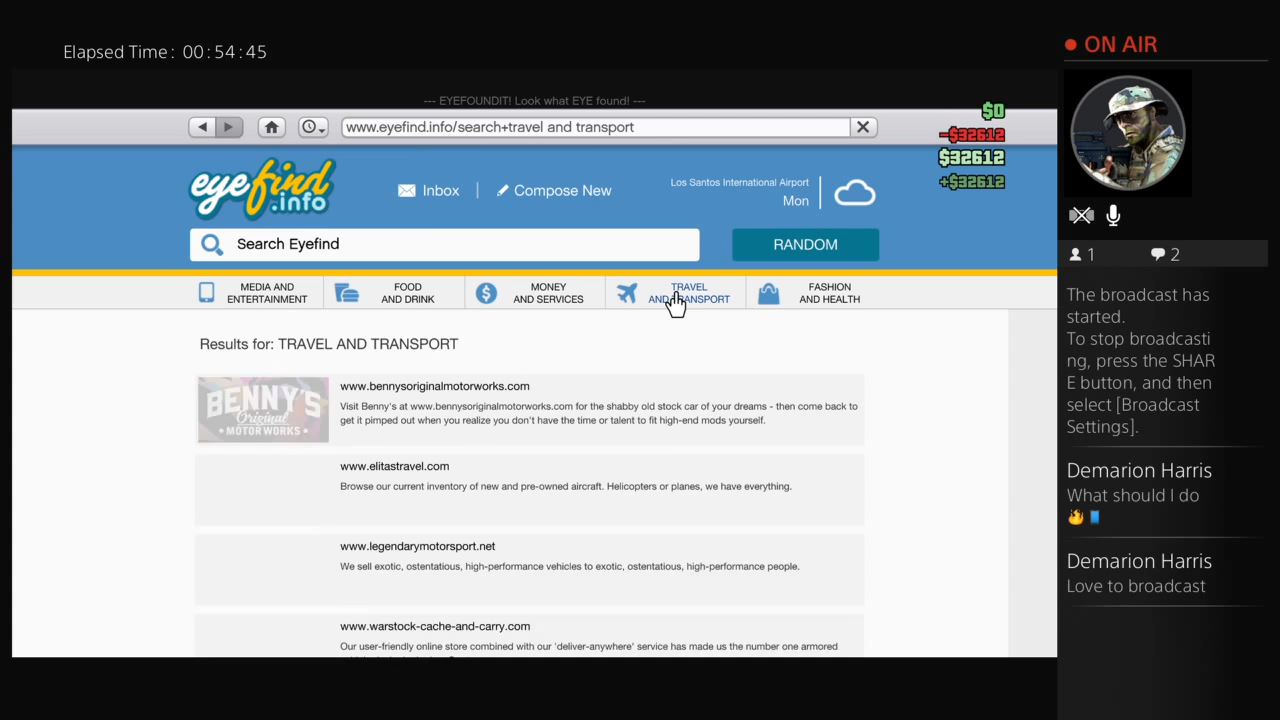 Elapsed Time: 00:54:45
ON AIR
--- EYEFOUNDIT! Look what EYE found! ---
www.eyefind.info/search+travel and transport
$0
-$32612
$32612
+$32612
eyefind
.info
Inbox
Compose New
Los Santos International Airport
Mon
Search Eyefind
RANDOM
MEDIA AND
ENTERTAINMENT
FOOD
AND DRINK
MONEY
AND SERVICES
TRAVEL
AND TRANSPORT
FASHION
AND HEALTH
Results for: TRAVEL AND TRANSPORT
BENNY'S
Original
MOTOR WORKS
www.bennysoriginalmotorworks.com
Visit Benny's at www.bennysoriginalmotorworks.com for the shabby old stock car of your dreams - then come back to
get it pimped out when you realize you don't have the time or talent to fit high-end mods yourself.
www.elitastravel.com
Browse our current inventory of new and pre-owned aircraft. Helicopters or planes, we have everything.
www.legendarymotorsport.net
We sell exotic, ostentatious, high-performance vehicles to exotic, ostentatious, high-performance people.
www.warstock-cache-and-carry.com
Our user-friendly online store combined with our 'deliver-anywhere' service has made us the number one armored
1
2
The broadcast has
started.
To stop broadcasti
ng, press the SHAR
E button, and then
select [Broadcast
Settings].
Demarion Harris
What should I do
Demarion Harris
Love to broadcast